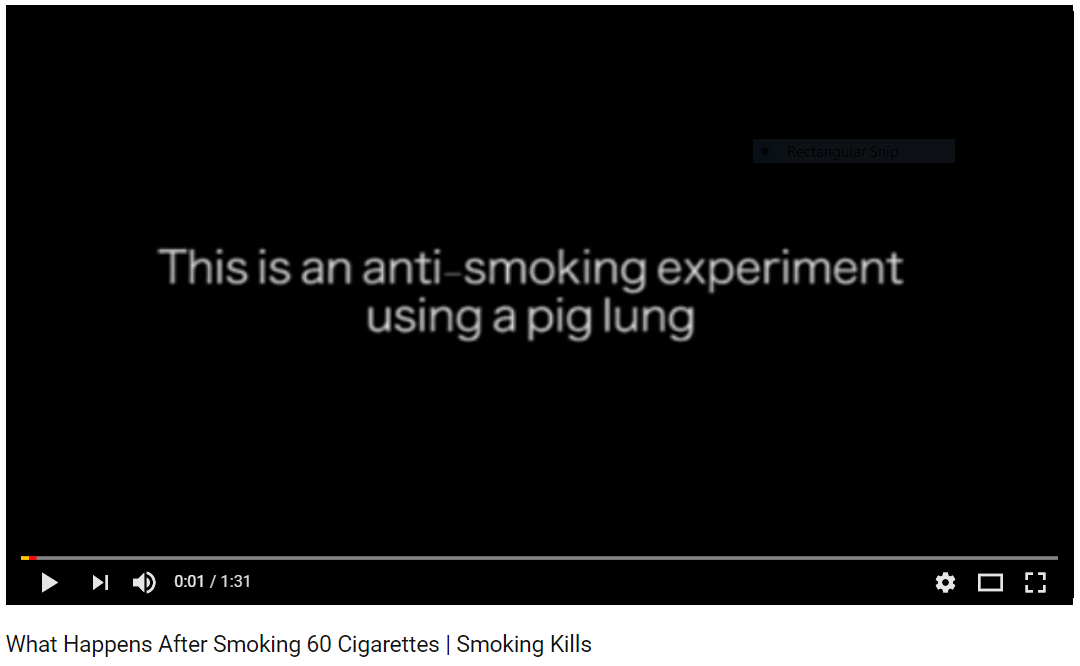 Rectangular Snip
This is an anti-smoking experiment
using a pig lung
0:01 / 1:31
What Happens After Smoking 60 Cigarettes | Smoking Kills